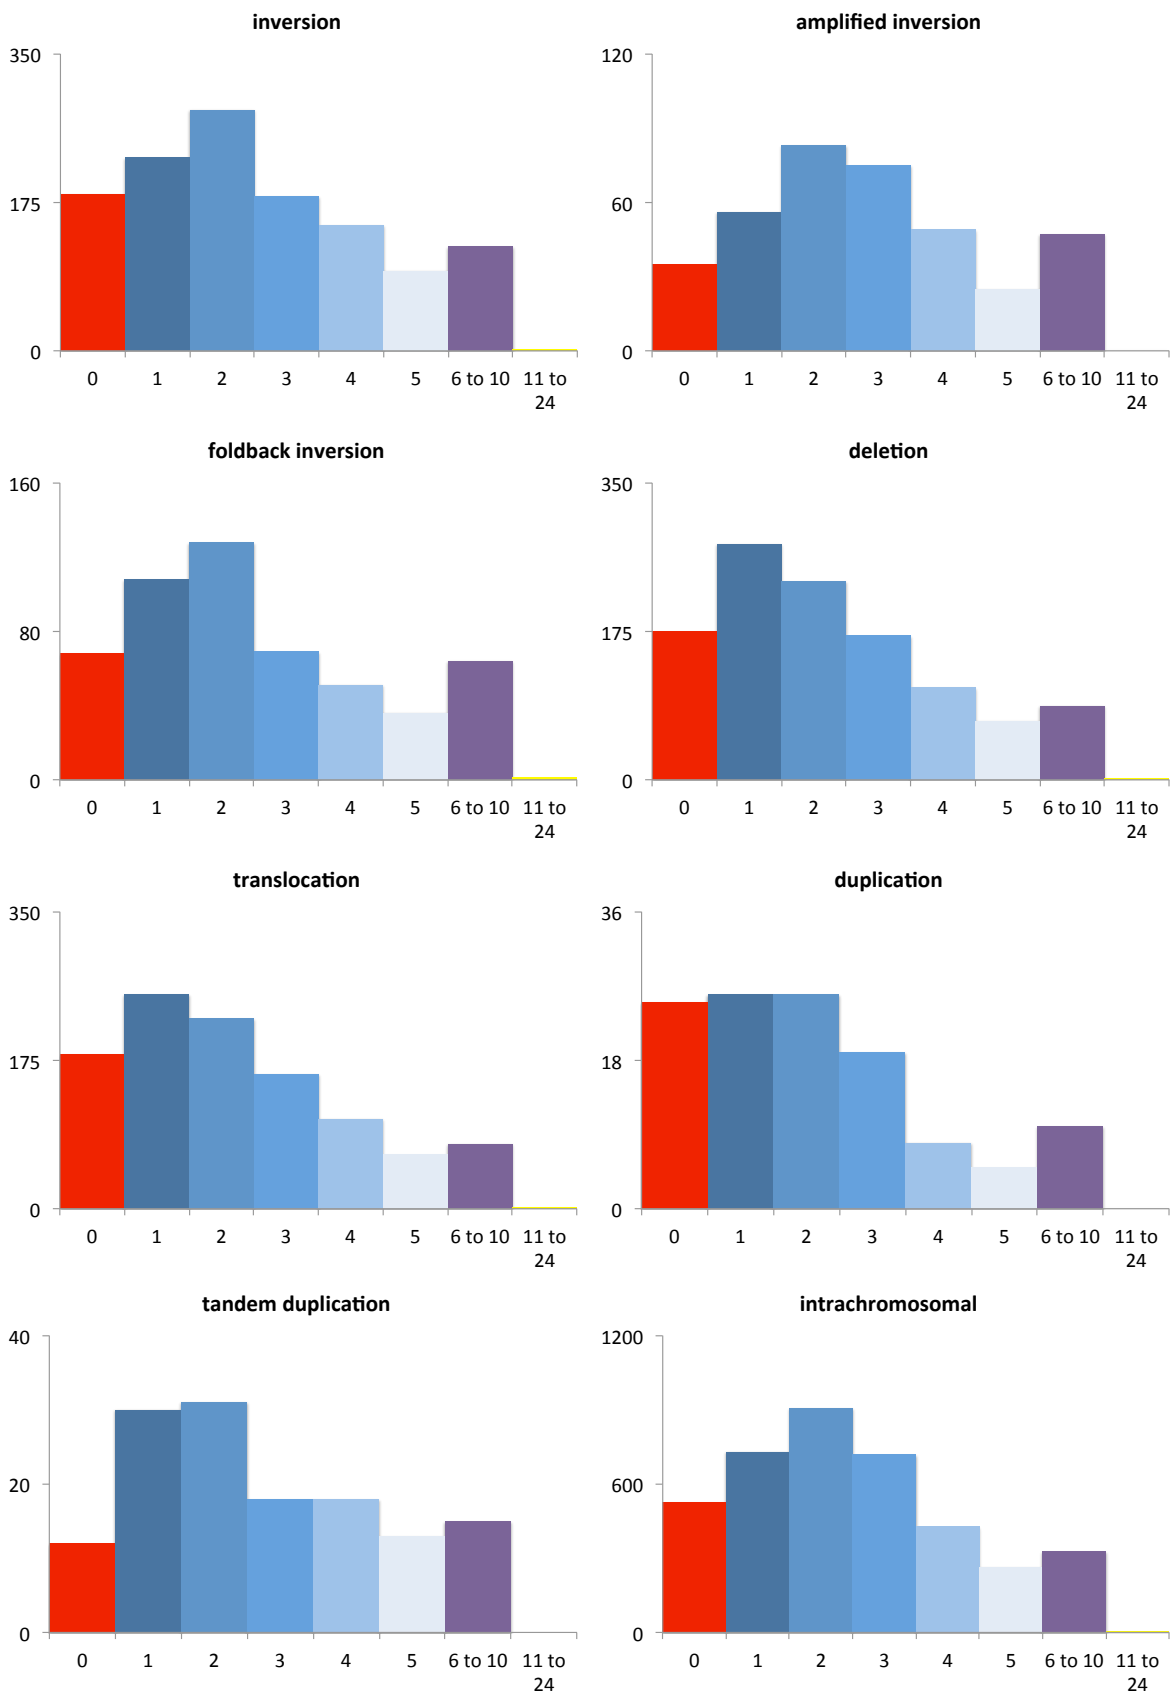 inversion
350
175
0
0 1 2 3 4 5 6 to 10 11 to
24
amplified inversion
120
60
0
0 1 2 3 4 5 6 to 10 11 to
24
foldback inversion
160
80
0
0 1 2 3 4 5 6 to 10 11 to
24
deletion
350
175
0
0 1 2 3 4 5 6 to 10 11 to
24
translocation
350
175
0
0 1 2 3 4 5 6 to 10 11 to
24
duplication
36
18
0
0 1 2 3 4 5 6 to 10 11 to
24
tandem duplication
40
20
0
0 1 2 3 4 5 6 to 10 11 to
24
intrachromosomal
1200
600
0
0 1 2 3 4 5 6 to 10 11 to
24